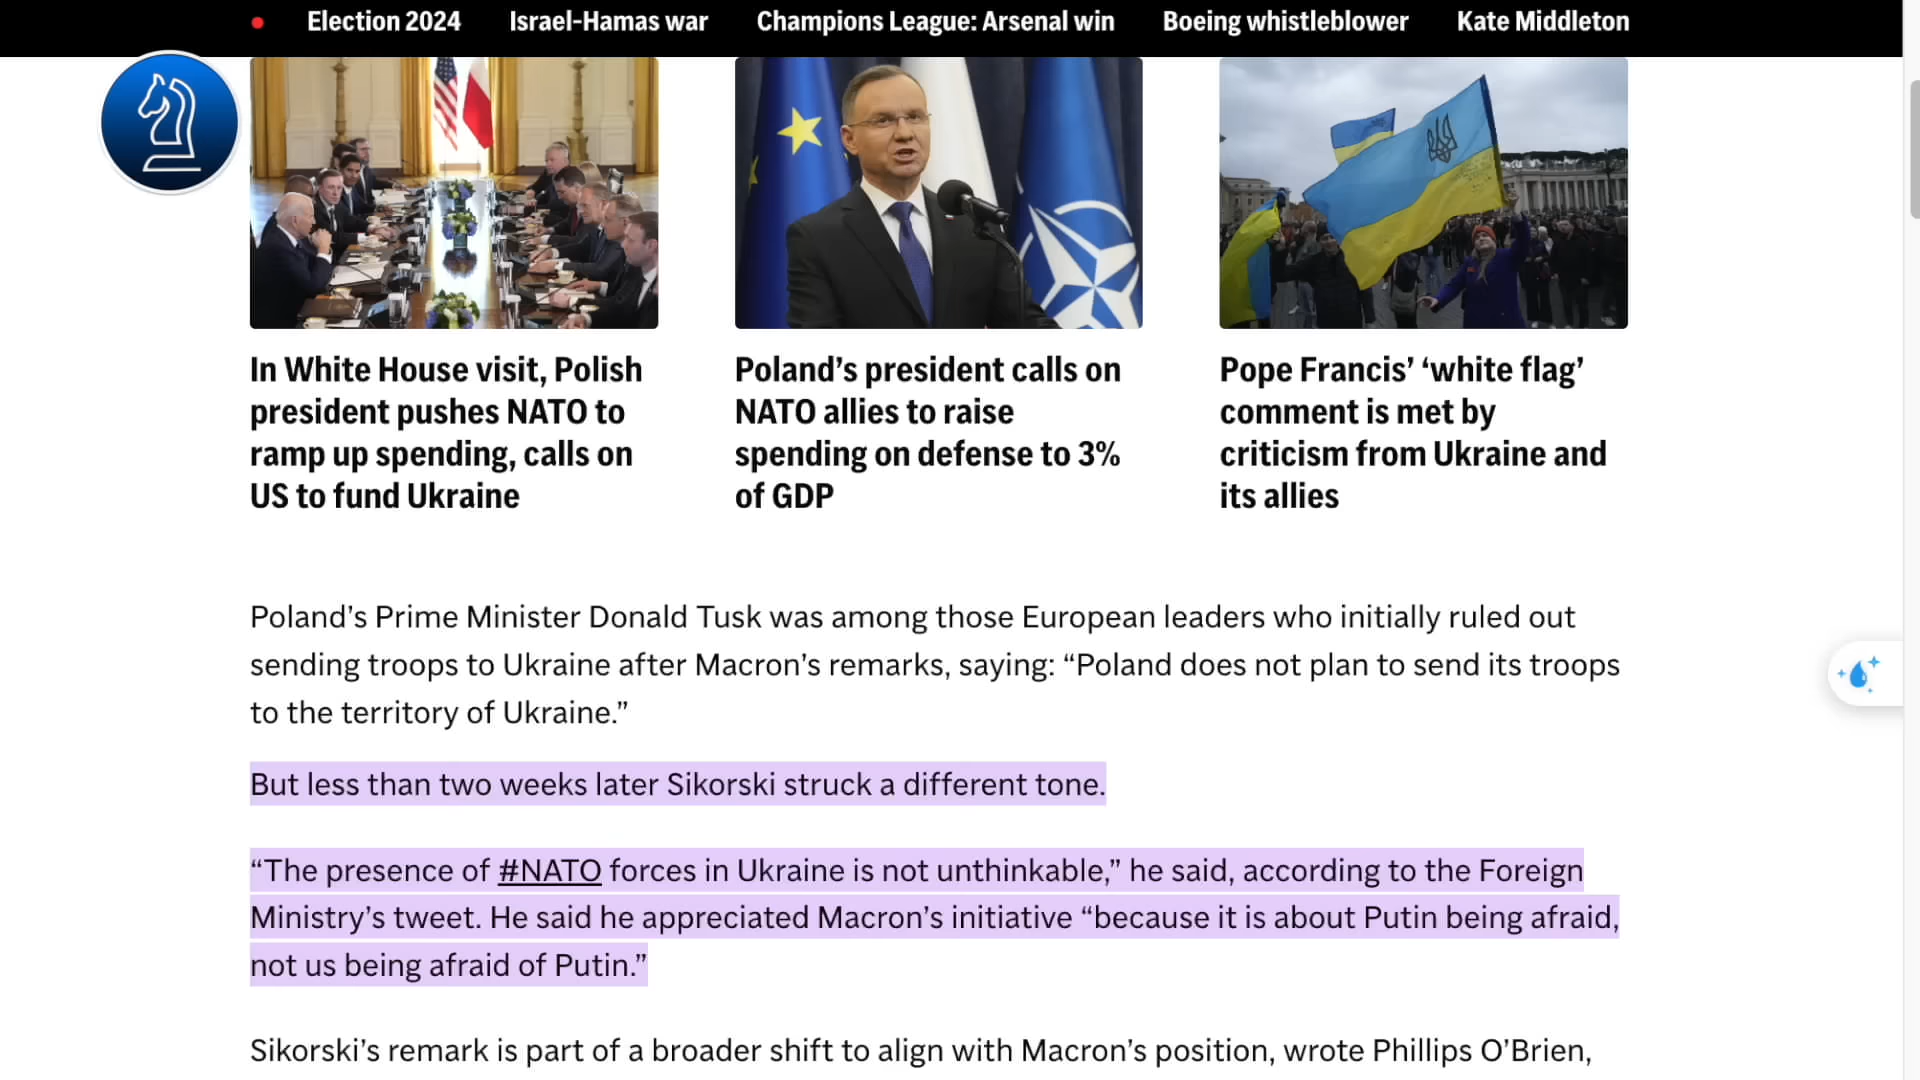 Election 2024 Israel-Hamas war Champions League: Arsenal win Boeing whistleblower Kate Middleton
In White House visit, Polish
president pushes NATO to
ramp up spending, calls on
US to fund Ukraine
Poland’s president calls on
NATO allies to raise
spending on defense to 3%
of GDP
Pope Francis’ ‘white flag’
comment is met by
criticism from Ukraine and
its allies
Poland’s Prime Minister Donald Tusk was among those European leaders who initially ruled out
sending troops to Ukraine after Macron’s remarks, saying: “Poland does not plan to send its troops
to the territory of Ukraine.”
But less than two weeks later Sikorski struck a different tone.
“The presence of #NATO forces in Ukraine is not unthinkable,” he said, according to the Foreign
Ministry’s tweet. He said he appreciated Macron’s initiative “because it is about Putin being afraid,
not us being afraid of Putin.”
Sikorski’s remark is part of a broader shift to align with Macron’s position, wrote Phillips O’Brien,